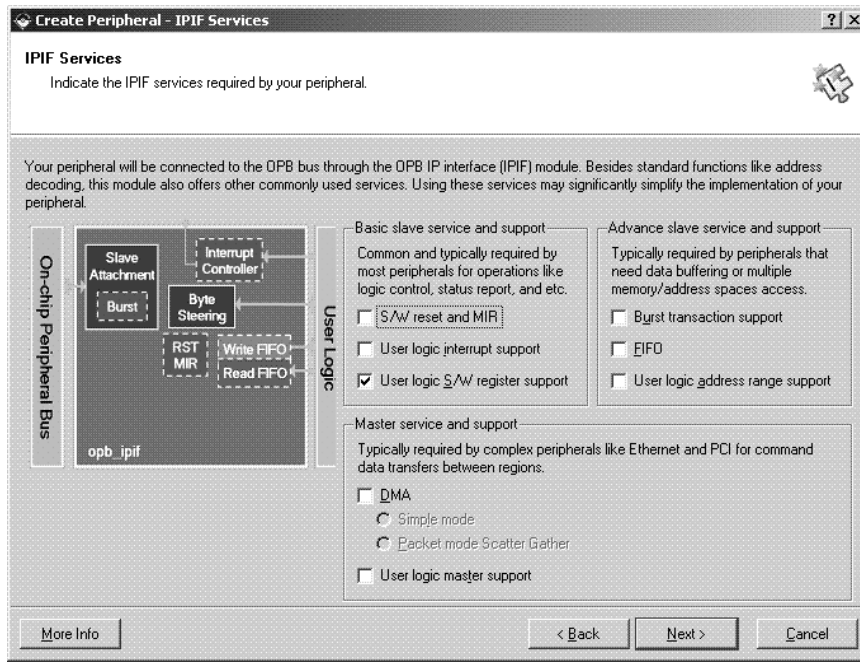 Create Peripheral - IPIF Services
IPIF Services
Indicate the IPIF services required by your peripheral.
Your peripheral will be connected to the OPB bus through the OPB IP interface (IPIF) module. Besides standard functions like address
decoding, this module also offers other commonly used services. Using these services may significantly simplify the implementation of your
peripheral.
On-chip Peripheral Bus
Slave
Attachment
Burst
Interrupt
Controller
Byte
Steering
RST
MIR
Write FIFO
Read FIFO
opb_ipif
User Logic
Basic slave service and support
Common and typically required by
most peripherals for operations like
logic control, status report, and etc.
S/W reset and MIR
User logic interrupt support
User logic S/W register support
Advance slave service and support
Typically required by peripherals that
need data buffering or multiple
memory/address spaces access.
Burst transaction support
FIFO
User logic address range support
Master service and support
Typically required by complex peripherals like Ethernet and PCI for command
data transfers between regions.
DMA
Simple mode
Packet mode Scatter Gather
User logic master support
More Info
< Back
Next >
Cancel